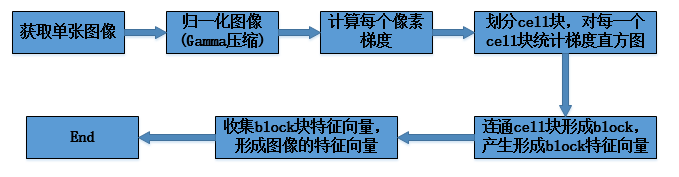 获取单张图像
归一化图像
(Gamma压缩)
计算每个像素
梯度
划分cell块，对每一个
cell块统计梯度直方图
连通cell块形成block，
产生形成block特征向量
收集block块特征向量，
形成图像的特征向量
End